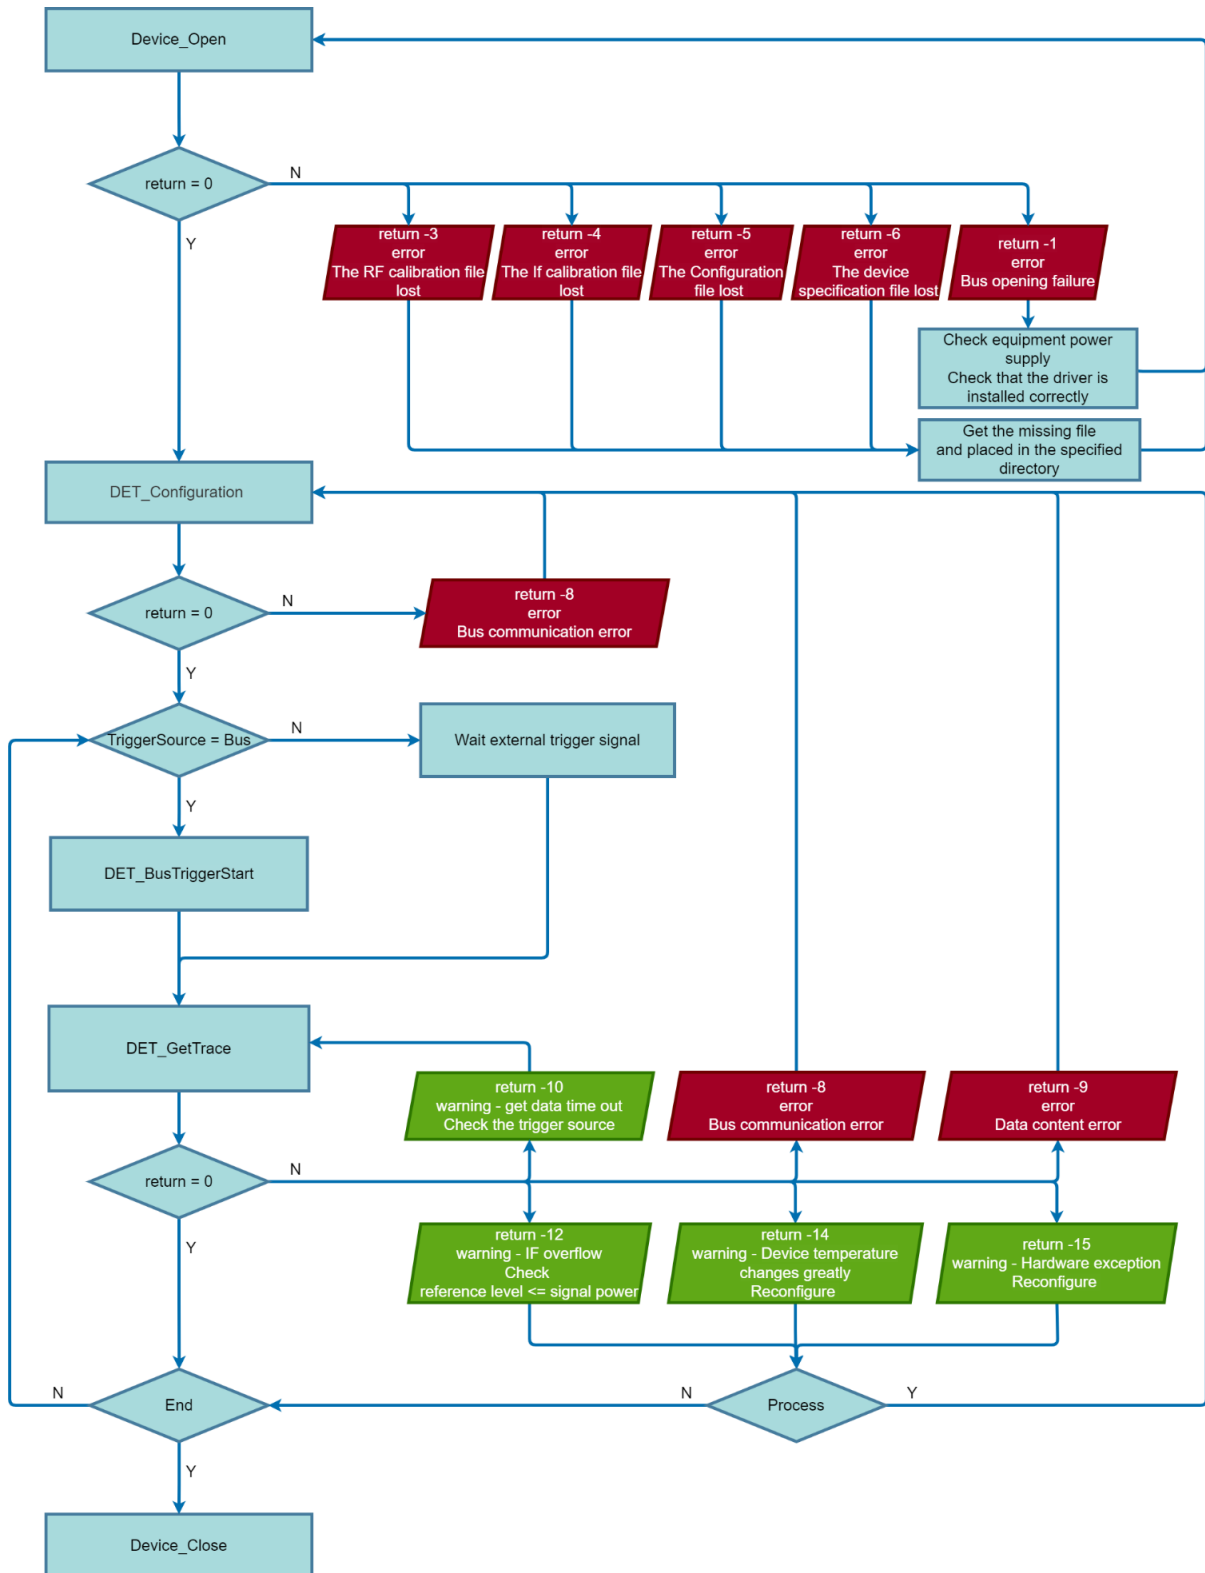 Device_Open
return = 0
N
Y
return -3
error
The RF calibration file
lost
return -4
error
The If calibration file
lost
return -5
error
The Configuration
file lost
return -6
error
The device
specification file lost
return -1
error
Bus opening failure
Check equipment power
supply
Check that the driver is
installed correctly
Get the missing file
and placed in the specified
directory
DET_Configuration
return = 0
N
return -8
error
Bus communication error
Y
TriggerSource = Bus
N
Wait external trigger signal
Y
DET_BusTriggerStart
DET_GetTrace
return -10
warning - get data time out
Check the trigger source
return -8
error
Bus communication error
return -9
error
Data content error
return = 0
N
Y
return -12
warning - IF overflow
Check
reference level <= signal power
return -14
warning - Device temperature
changes greatly
Reconfigure
return -15
warning - Hardware exception
Reconfigure
N
End
N
Process
Y
Y
Device_Close